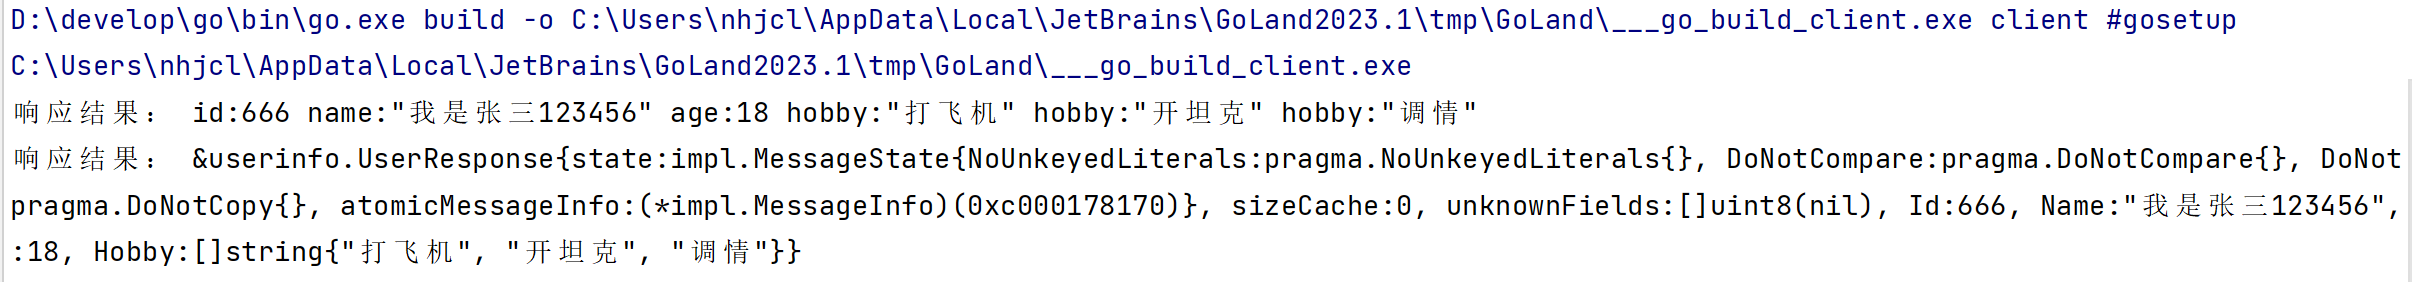 D:\develop\go\bin\go.exe build -o C:\Users\nhjcl\AppData\Local\JetBrains\GoLand2023.1\tmp\GoLand\___go_build_client.exe client #gosetup
C:\Users\nhjcl\AppData\Local\JetBrains\GoLand2023.1\tmp\GoLand\___go_build_client.exe
响应结果： id:666 name:"我是张三123456" age:18 hobby:"打飞机" hobby:"开坦克" hobby:"调情"
响应结果： &userinfo.UserResponse{state:impl.MessageState{NoUnkeyedLiterals:pragma.NoUnkeyedLiterals{}, DoNotCompare:pragma.DoNotCompare{}, DoNot
pragma.DoNotCopy{}, atomicMessageInfo:(*impl.MessageInfo)(0xc000178170)}, sizeCache:0, unknownFields:[]uint8(nil), Id:666, Name:"我是张三123456",
:18, Hobby:[]string{"打飞机", "开坦克", "调情"}}